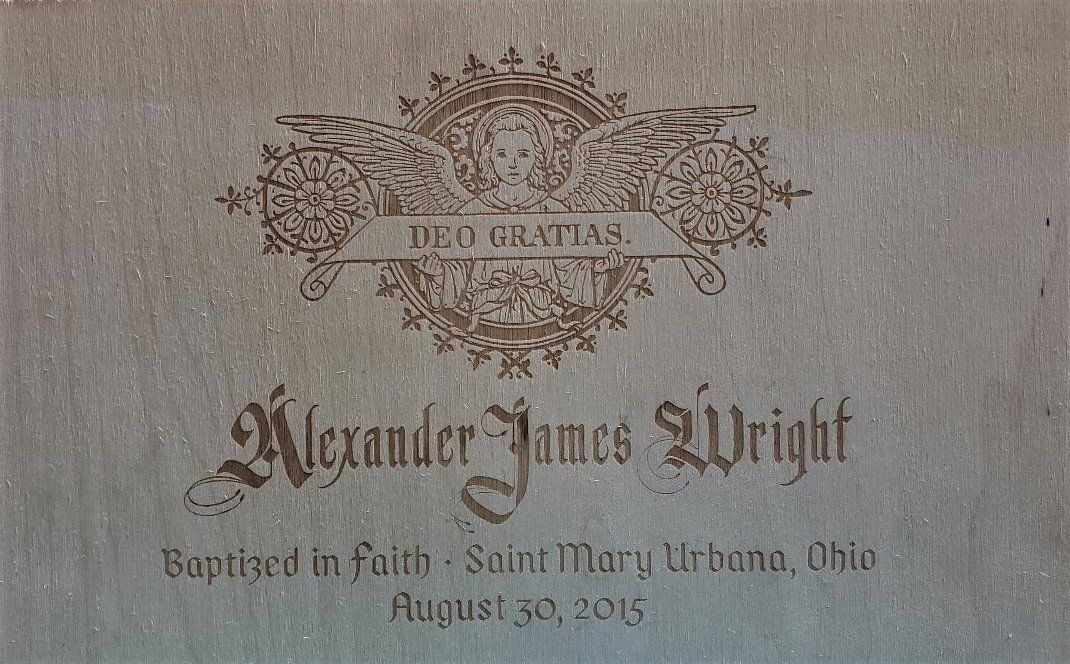 DEO GRATIAS.
Alexander James Wright
Baptized in Faith · Saint Mary Urbana, Ohio
August 30, 2015